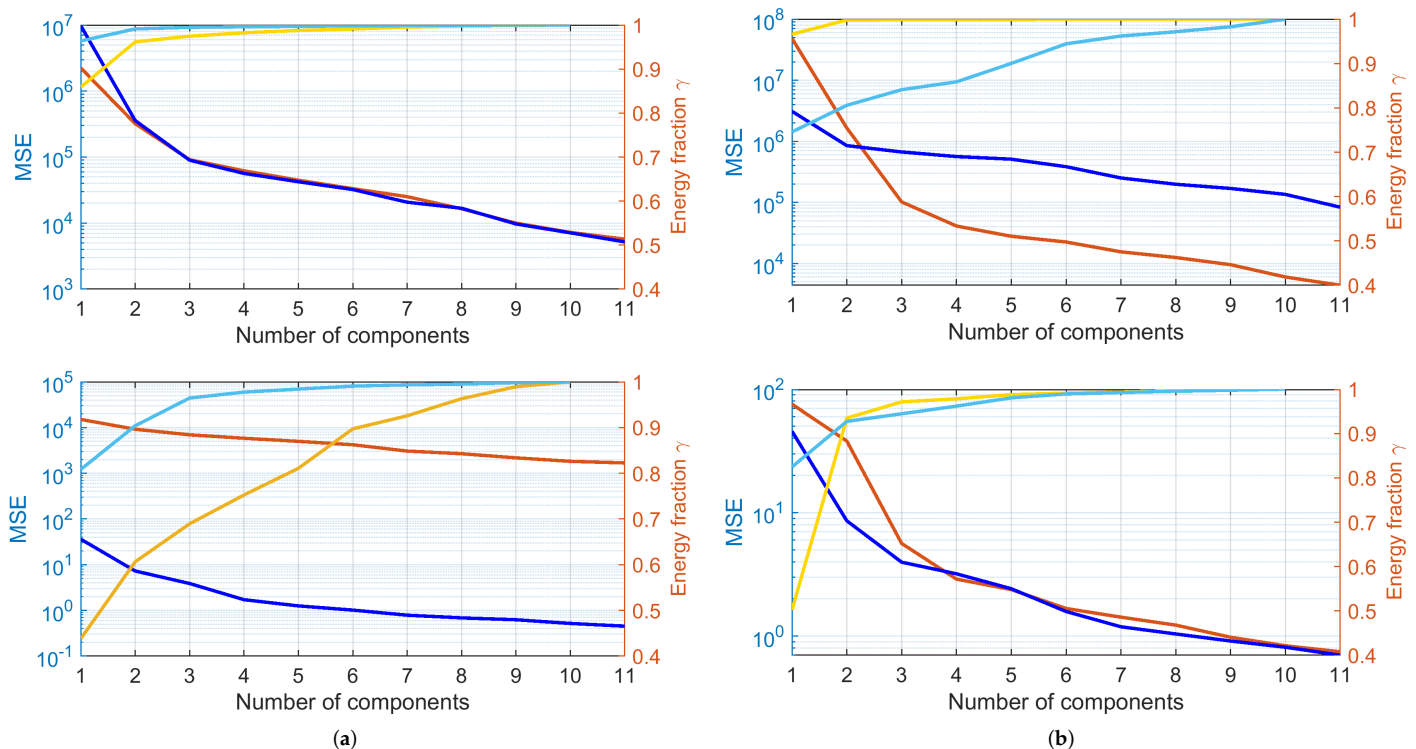 10^7
10^6
10^5
10^4
10^3
MSE
1
0.9
0.8
0.7
0.6
0.5
0.4
Energy fraction γ
1 2 3 4 5 6 7 8 9 10 11
Number of components
10^8
10^7
10^6
10^5
10^4
MSE
1
0.9
0.8
0.7
0.6
0.5
0.4
Energy fraction γ
1 2 3 4 5 6 7 8 9 10 11
Number of components
10^5
10^4
10^3
10^2
10^1
10^0
10^-1
MSE
1
0.9
0.8
0.7
0.6
0.5
0.4
Energy fraction γ
1 2 3 4 5 6 7 8 9 10 11
Number of components
(a)
10^2
10^1
10^0
MSE
1
0.9
0.8
0.7
0.6
0.5
0.4
Energy fraction γ
1 2 3 4 5 6 7 8 9 10 11
Number of components
(b)